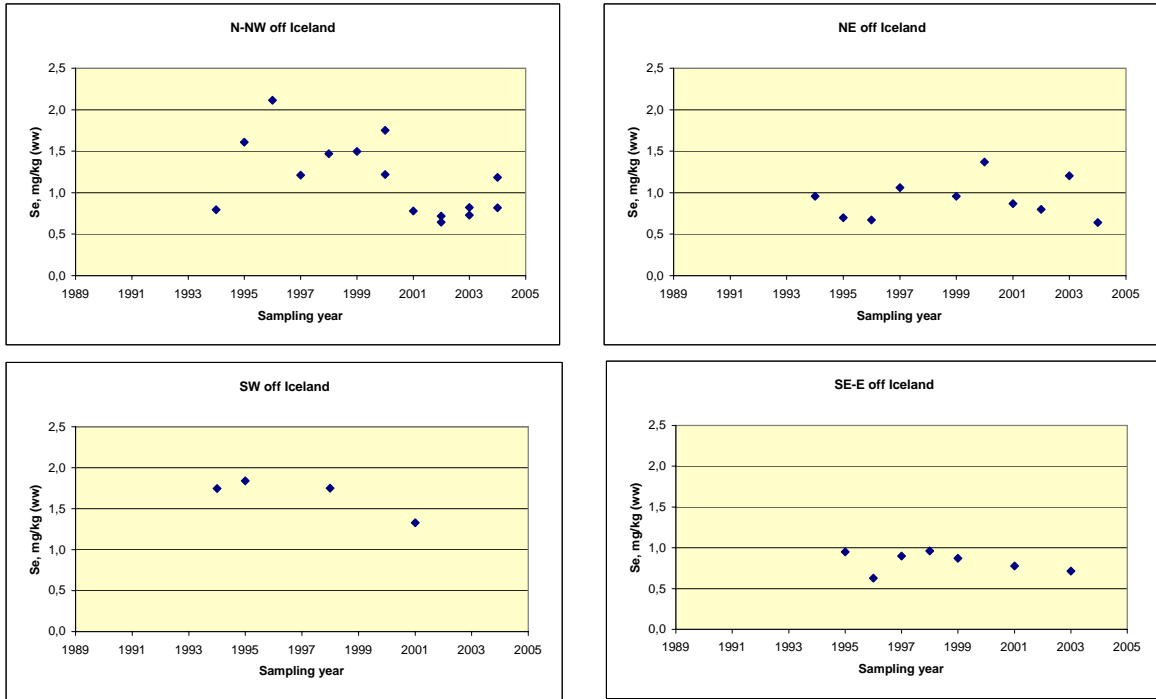 N-NW off Iceland
2,5
2,0
1,5
1,0
0,5
0,0
Se, mg/kg (ww)
1989 1991 1993 1995 1997 1999 2001 2003 2005
Sampling year
NE off Iceland
2,5
2,0
1,5
1,0
0,5
0,0
Se, mg/kg (ww)
1989 1991 1993 1995 1997 1999 2001 2003 2005
Sampling year
SW off Iceland
2,5
2,0
1,5
1,0
0,5
0,0
Se, mg/kg (ww)
1989 1991 1993 1995 1997 1999 2001 2003 2005
Sampling year
SE-E off Iceland
2,5
2,0
1,5
1,0
0,5
0,0
Se, mg/kg (ww)
1989 1991 1993 1995 1997 1999 2001 2003 2005
Sampling year